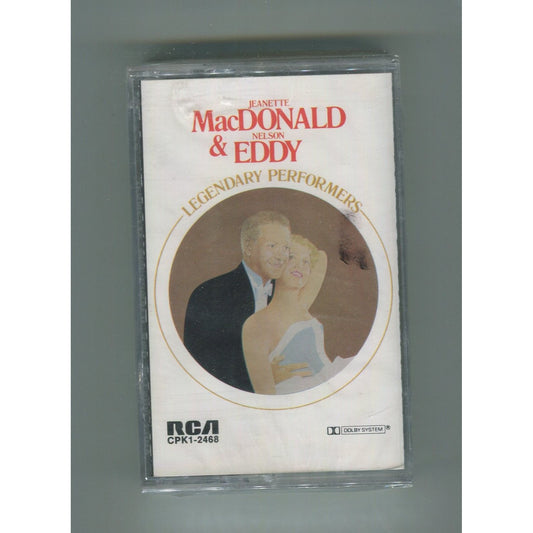 JEANETTE
MacDONALD
NELSON
& EDDY
LEGENDARY PERFORMERS
RCA
CPK1-2468
DOLBY SYSTEM®